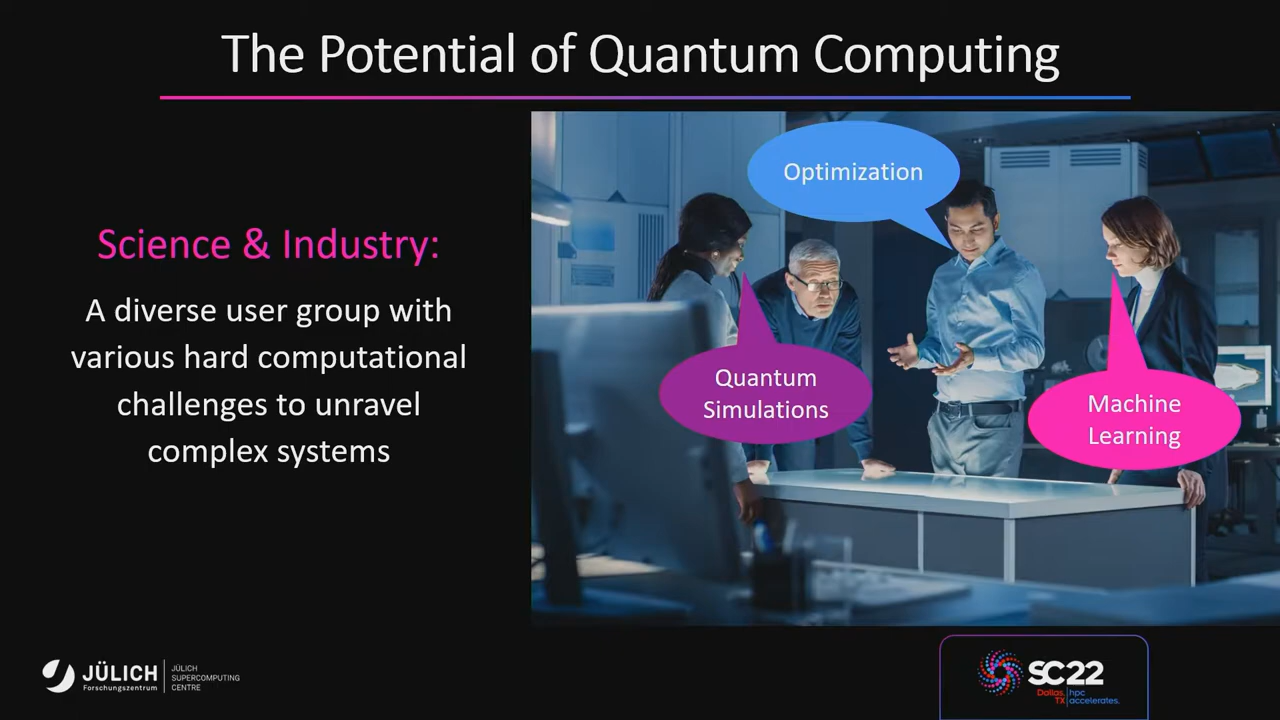 The Potential of Quantum Computing
Science & Industry:
A diverse user group with
various hard computational
challenges to unravel
complex systems
Optimization
Quantum
Simulations
Machine
Learning
JÜLICH
Forschungszentrum
JÜLICH
SUPERCOMPUTING
CENTRE
SC22
Dallas,
TX
hpc
accelerates.